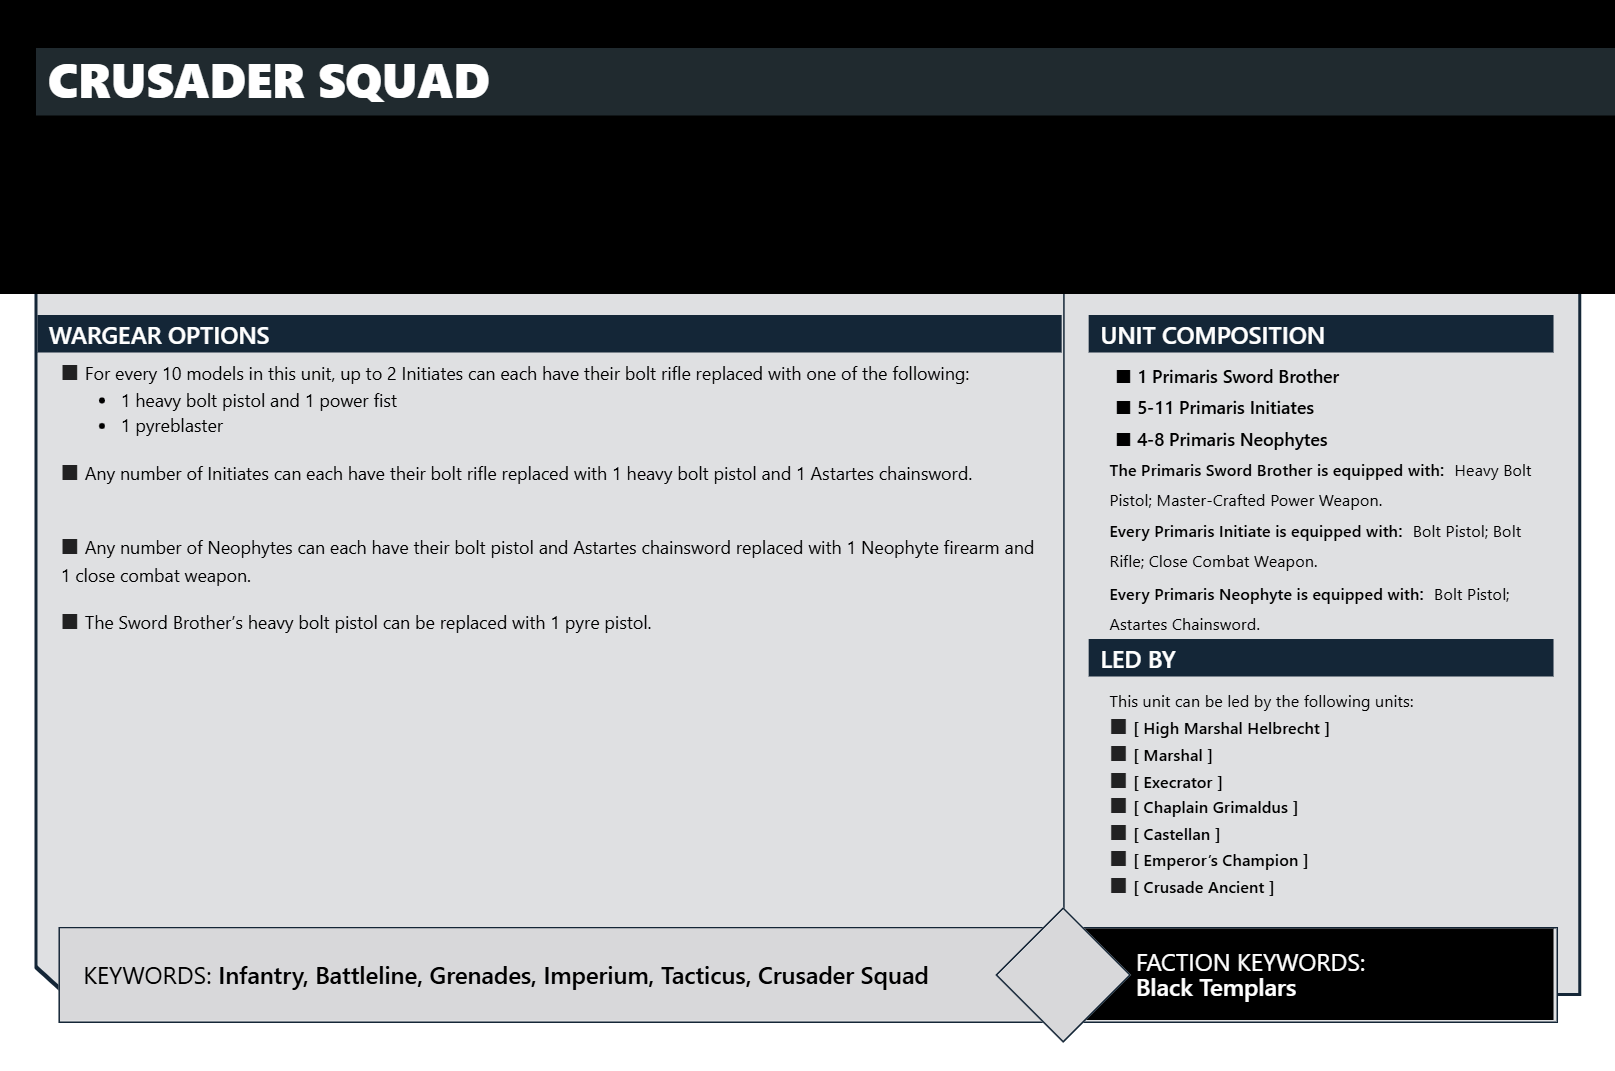 CRUSADER SQUAD
WARGEAR OPTIONS
■ For every 10 models in this unit, up to 2 Initiates can each have their bolt rifle replaced with one of the following:
• 1 heavy bolt pistol and 1 power fist
• 1 pyreblaster
■ Any number of Initiates can each have their bolt rifle replaced with 1 heavy bolt pistol and 1 Astartes chainsword.
■ Any number of Neophytes can each have their bolt pistol and Astartes chainsword replaced with 1 Neophyte firearm and
1 close combat weapon.
■ The Sword Brother’s heavy bolt pistol can be replaced with 1 pyre pistol.
UNIT COMPOSITION
■ 1 Primaris Sword Brother
■ 5-11 Primaris Initiates
■ 4-8 Primaris Neophytes
The Primaris Sword Brother is equipped with: Heavy Bolt
Pistol; Master-Crafted Power Weapon.
Every Primaris Initiate is equipped with: Bolt Pistol; Bolt
Rifle; Close Combat Weapon.
Every Primaris Neophyte is equipped with: Bolt Pistol;
Astartes Chainsword.
LED BY
This unit can be led by the following units:
■ [ High Marshal Helbrecht ]
■ [ Marshal ]
■ [ Execrator ]
■ [ Chaplain Grimaldus ]
■ [ Castellan ]
■ [ Emperor’s Champion ]
■ [ Crusade Ancient ]
KEYWORDS: Infantry, Battleline, Grenades, Imperium, Tacticus, Crusader Squad
FACTION KEYWORDS:
Black Templars